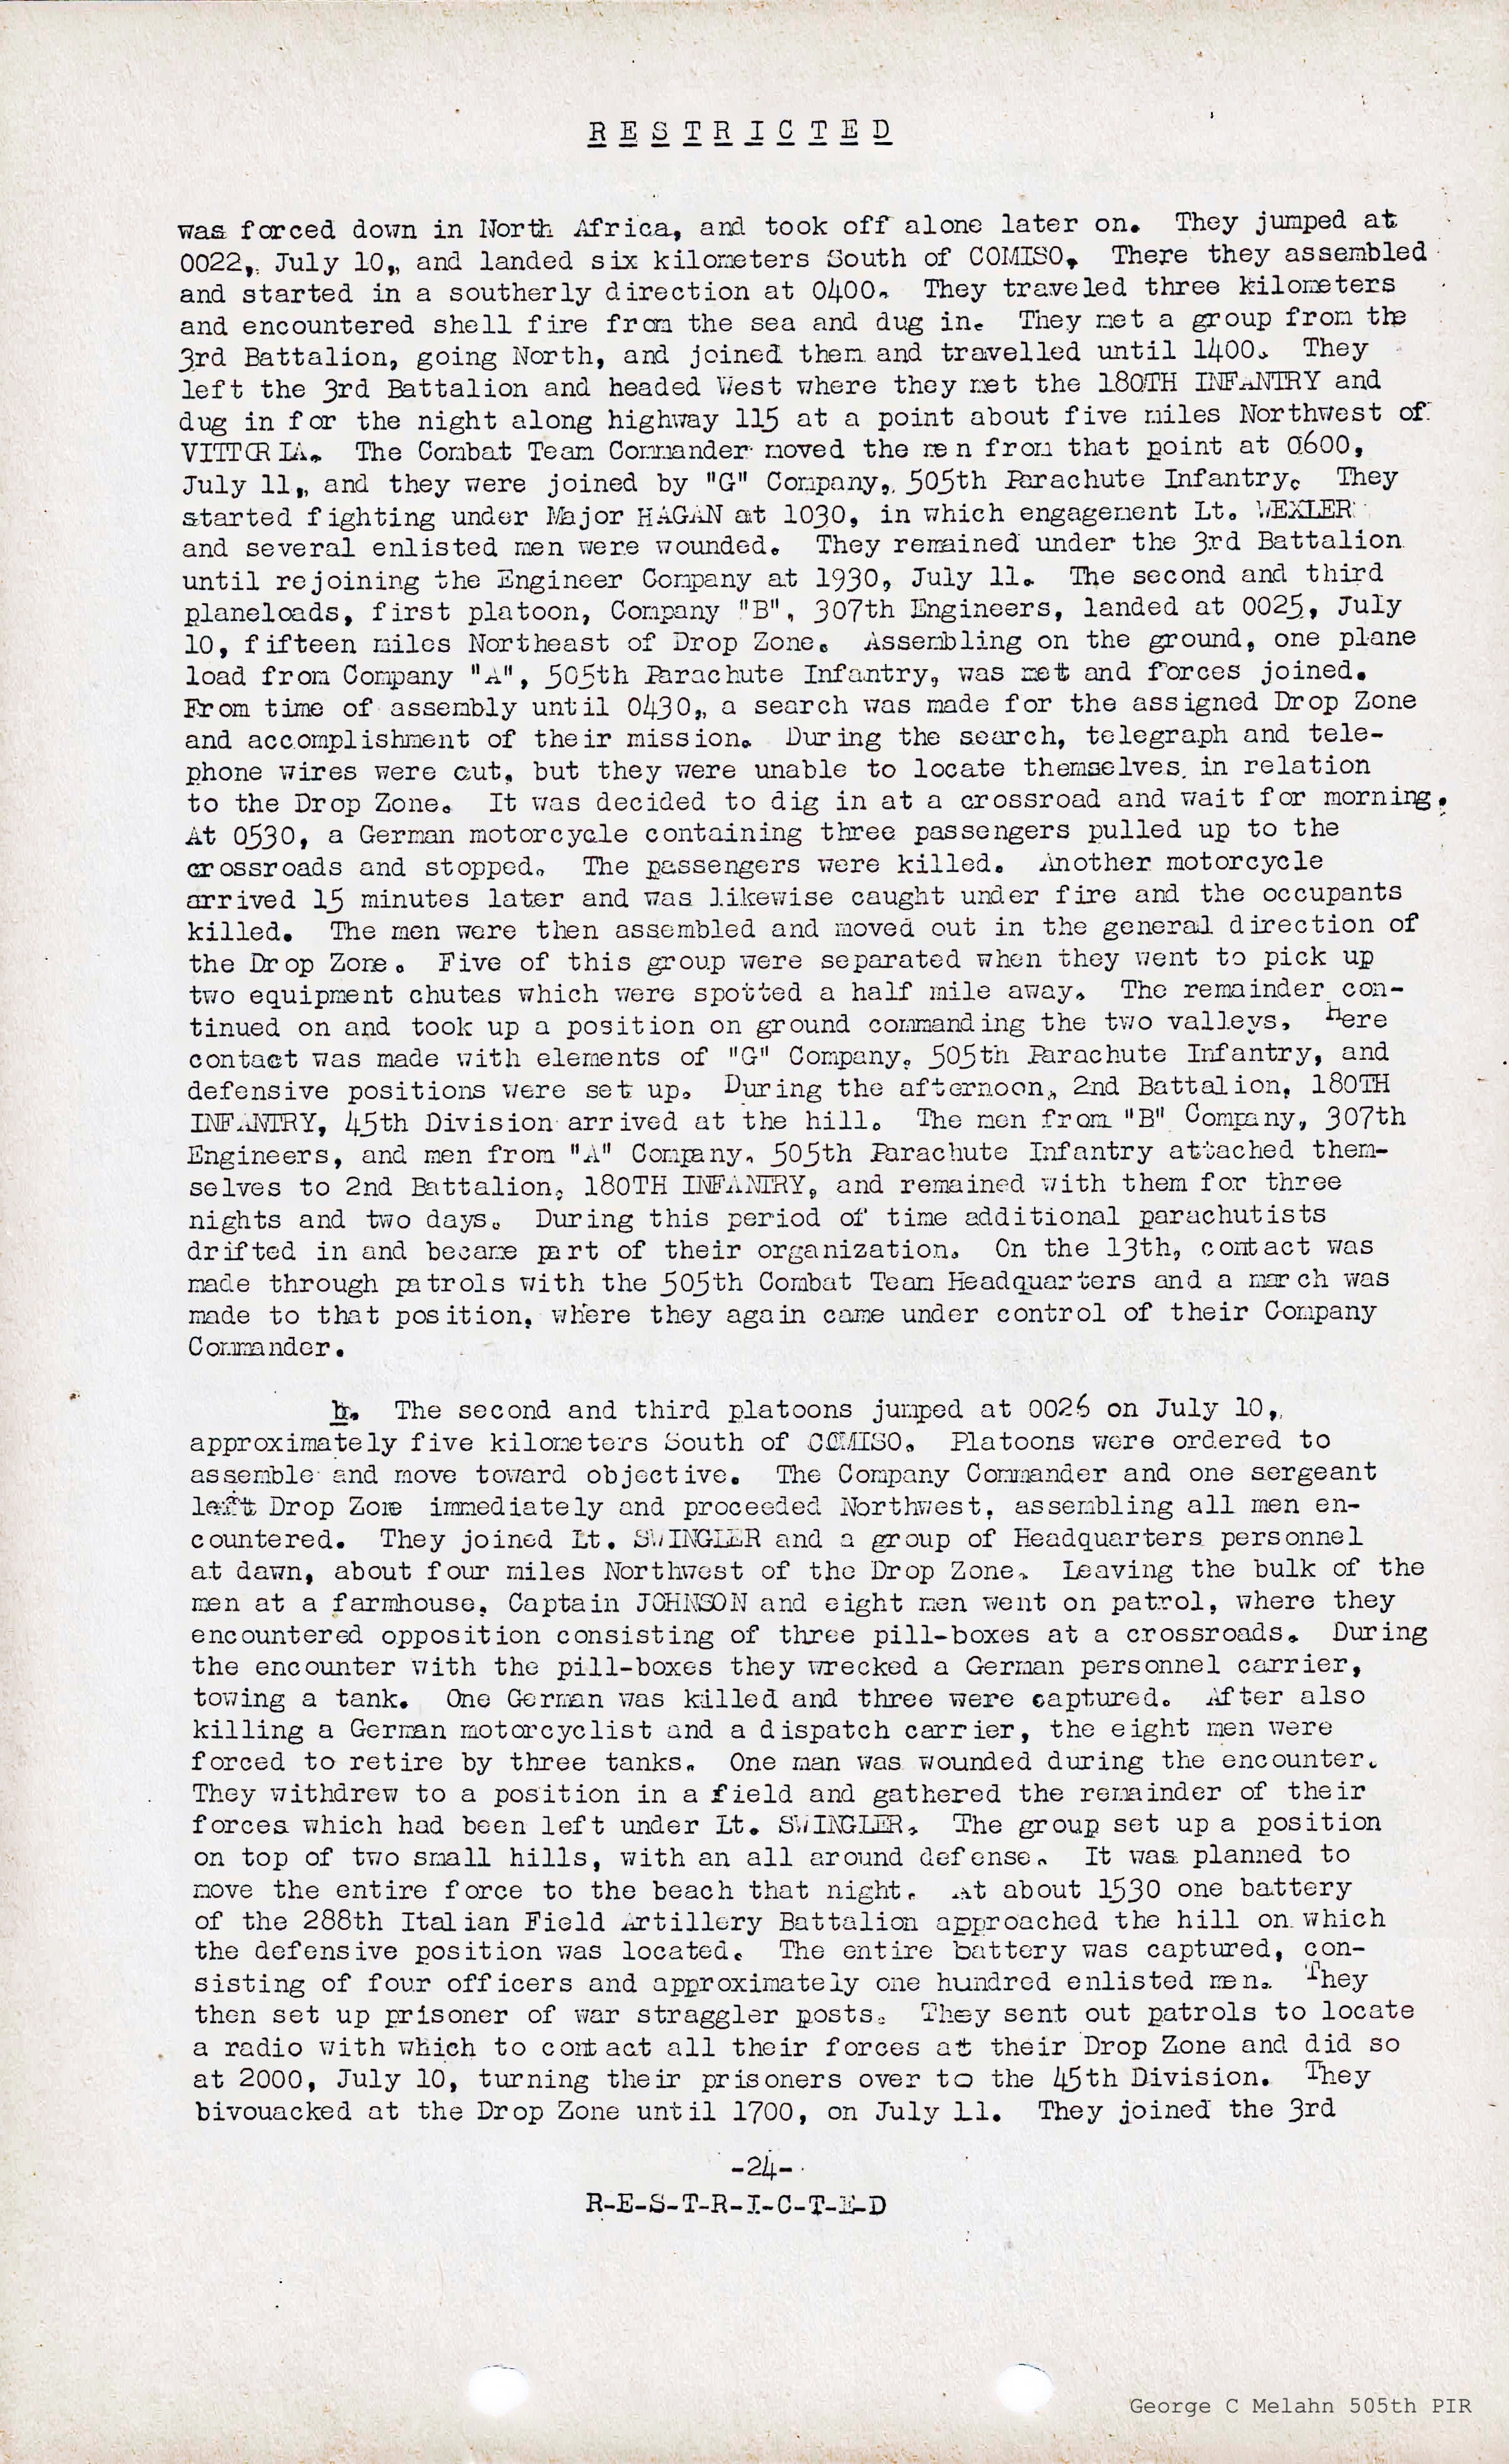 R E S T R I C T E D
was forced down in North Africa, and took off alone later on. They jumped at
0022, July 10, and landed six kilometers South of COMISO. There they assembled
and started in a southerly direction at 0400. They traveled three kilometers
and encountered shell fire from the sea and dug in. They met a group from the
3rd Battalion, going North, and joined them and travelled until 1400. They
left the 3rd Battalion and headed West where they met the 180TH INFANTRY and
dug in for the night along highway 115 at a point about five miles Northwest of
VITTORIA. The Combat Team Commander moved the men from that point at 0600,
July 11, and they were joined by "G" Company, 505th Parachute Infantry. They
started fighting under Major HAGAN at 1030, in which engagement Lt. WEXLER
and several enlisted men were wounded. They remained under the 3rd Battalion
until rejoining the Engineer Company at 1930, July 11. The second and third
planeloads, first platoon, Company "B", 307th Engineers, landed at 0025, July
10, fifteen miles Northeast of Drop Zone. Assembling on the ground, one plane
load from Company "A", 505th Parachute Infantry, was met and forces joined.
From time of assembly until 0430, a search was made for the assigned Drop Zone
and accomplishment of their mission. During the search, telegraph and tele-
phone wires were cut, but they were unable to locate themselves in relation
to the Drop Zone. It was decided to dig in at a crossroad and wait for morning.
At 0530, a German motorcycle containing three passengers pulled up to the
crossroads and stopped. The passengers were killed. Another motorcycle
arrived 15 minutes later and was likewise caught under fire and the occupants
killed. The men were then assembled and moved out in the general direction of
the Drop Zone. Five of this group were separated when they went to pick up
two equipment chutes which were spotted a half mile away. The remainder con-
tinued on and took up a position on ground commanding the two valleys. Here
contact was made with elements of "G" Company, 505th Parachute Infantry, and
defensive positions were set up. During the afternoon, 2nd Battalion, 180TH
INFANTRY, 45th Division arrived at the hill. The men from "B" Company, 307th
Engineers, and men from "A" Company, 505th Parachute Infantry attached them-
selves to 2nd Battalion, 180TH INFANTRY, and remained with them for three
nights and two days. During this period of time additional parachutists
drifted in and became part of their organization. On the 13th, contact was
made through patrols with the 505th Combat Team Headquarters and a march was
made to that position, where they again came under control of their Company
Commander.
b. The second and third platoons jumped at 0026 on July 10,
approximately five kilometers South of COMISO. Platoons were ordered to
assemble and move toward objective. The Company Commander and one sergeant
left Drop Zone immediately and proceeded Northwest, assembling all men en-
countered. They joined Lt. SWINGLER and a group of Headquarters personnel
at dawn, about four miles Northwest of the Drop Zone. Leaving the bulk of the
men at a farmhouse, Captain JOHNSON and eight men went on patrol, where they
encountered opposition consisting of three pill-boxes at a crossroads. During
the encounter with the pill-boxes they wrecked a German personnel carrier,
towing a tank. One German was killed and three were captured. After also
killing a German motorcyclist and a dispatch carrier, the eight men were
forced to retire by three tanks. One man was wounded during the encounter.
They withdrew to a position in a field and gathered the remainder of their
forces which had been left under Lt. SWINGLER. The group set up a position
on top of two small hills, with an all around defense. It was planned to
move the entire force to the beach that night. At about 1530 one battery
of the 288th Italian Field Artillery Battalion approached the hill on which
the defensive position was located. The entire battery was captured, con-
sisting of four officers and approximately one hundred enlisted men. They
then set up prisoner of war straggler posts. They sent out patrols to locate
a radio with which to contact all their forces at their Drop Zone and did so
at 2000, July 10, turning their prisoners over to the 45th Division. They
bivouacked at the Drop Zone until 1700, on July 11. They joined the 3rd
-24-
R-E-S-T-R-I-C-T-E-D
George C Melahn 505th PIR